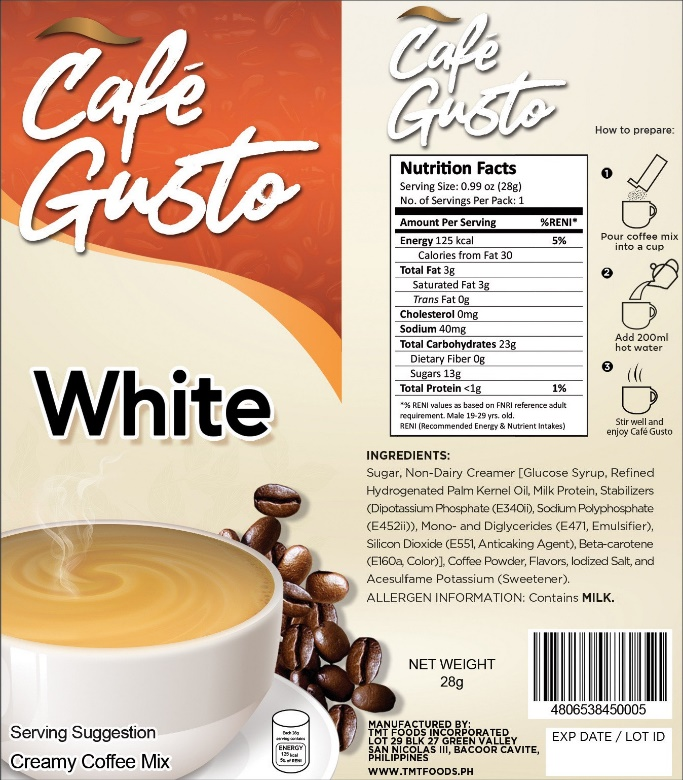 Café
Gusto
White
Serving Suggestion
Creamy Coffee Mix
ENERGY
125 kcal
5% of RENI
Café
Gusto
Nutrition Facts
Serving Size: 0.99 oz (28g)
No. of Servings Per Pack: 1
Amount Per Serving %RENI*
Energy 125 kcal 5%
Calories from Fat 30
Total Fat 3g
Saturated Fat 3g
Trans Fat 0g
Cholesterol 0mg
Sodium 40mg
Total Carbohydrates 23g
Dietary Fiber 0g
Sugars 13g
Total Protein <1g 1%
*% RENI values as based on FNRI reference adult
requirement. Male 19-29 yrs. old.
RENI (Recommended Energy & Nutrient Intakes)
How to prepare:
1
Pour coffee mix
into a cup
2
Add 200ml
hot water
3
Stir well and
enjoy Café Gusto
INGREDIENTS:
Sugar, Non-Dairy Creamer [Glucose Syrup, Refined
Hydrogenated Palm Kernel Oil, Milk Protein, Stabilizers
(Dipotassium Phosphate (E340ii), Sodium Polyphosphate
(E452ii)), Mono- and Diglycerides (E471, Emulsifier),
Silicon Dioxide (E551, Anticaking Agent), Beta-carotene
(E160a, Color)], Coffee Powder, Flavors, Iodized Salt, and
Acesulfame Potassium (Sweetener).
ALLERGEN INFORMATION: Contains MILK.
NET WEIGHT
28g
4806538450005
MANUFACTURED BY:
TMT FOODS INCORPORATED
LOT 29 BLK 27 GREEN VALLEY
SAN NICOLAS III, BACOOR CAVITE,
PHILIPPINES
WWW.TMTFOODS.PH
EXP DATE / LOT ID